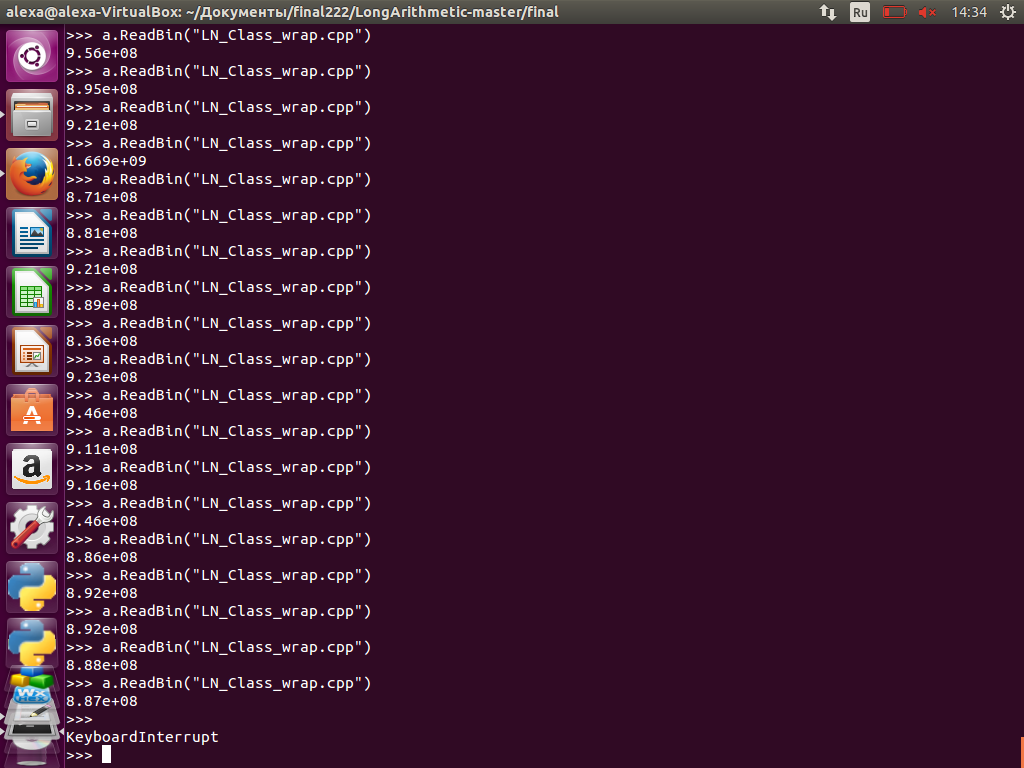 alexa@alexa-VirtualBox: ~/Документы/final222/LongArithmetic-master/final
Ru
14:34
>>> a.ReadBin("LN_Class_wrap.cpp")
9.56e+08
>>> a.ReadBin("LN_Class_wrap.cpp")
8.95e+08
>>> a.ReadBin("LN_Class_wrap.cpp")
9.21e+08
>>> a.ReadBin("LN_Class_wrap.cpp")
1.669e+09
>>> a.ReadBin("LN_Class_wrap.cpp")
8.71e+08
>>> a.ReadBin("LN_Class_wrap.cpp")
8.81e+08
>>> a.ReadBin("LN_Class_wrap.cpp")
9.21e+08
>>> a.ReadBin("LN_Class_wrap.cpp")
8.89e+08
>>> a.ReadBin("LN_Class_wrap.cpp")
8.36e+08
>>> a.ReadBin("LN_Class_wrap.cpp")
9.23e+08
>>> a.ReadBin("LN_Class_wrap.cpp")
9.46e+08
>>> a.ReadBin("LN_Class_wrap.cpp")
9.11e+08
>>> a.ReadBin("LN_Class_wrap.cpp")
9.16e+08
>>> a.ReadBin("LN_Class_wrap.cpp")
7.46e+08
>>> a.ReadBin("LN_Class_wrap.cpp")
8.86e+08
>>> a.ReadBin("LN_Class_wrap.cpp")
8.92e+08
>>> a.ReadBin("LN_Class_wrap.cpp")
8.92e+08
>>> a.ReadBin("LN_Class_wrap.cpp")
8.88e+08
>>> a.ReadBin("LN_Class_wrap.cpp")
8.87e+08
>>>
KeyboardInterrupt
>>>